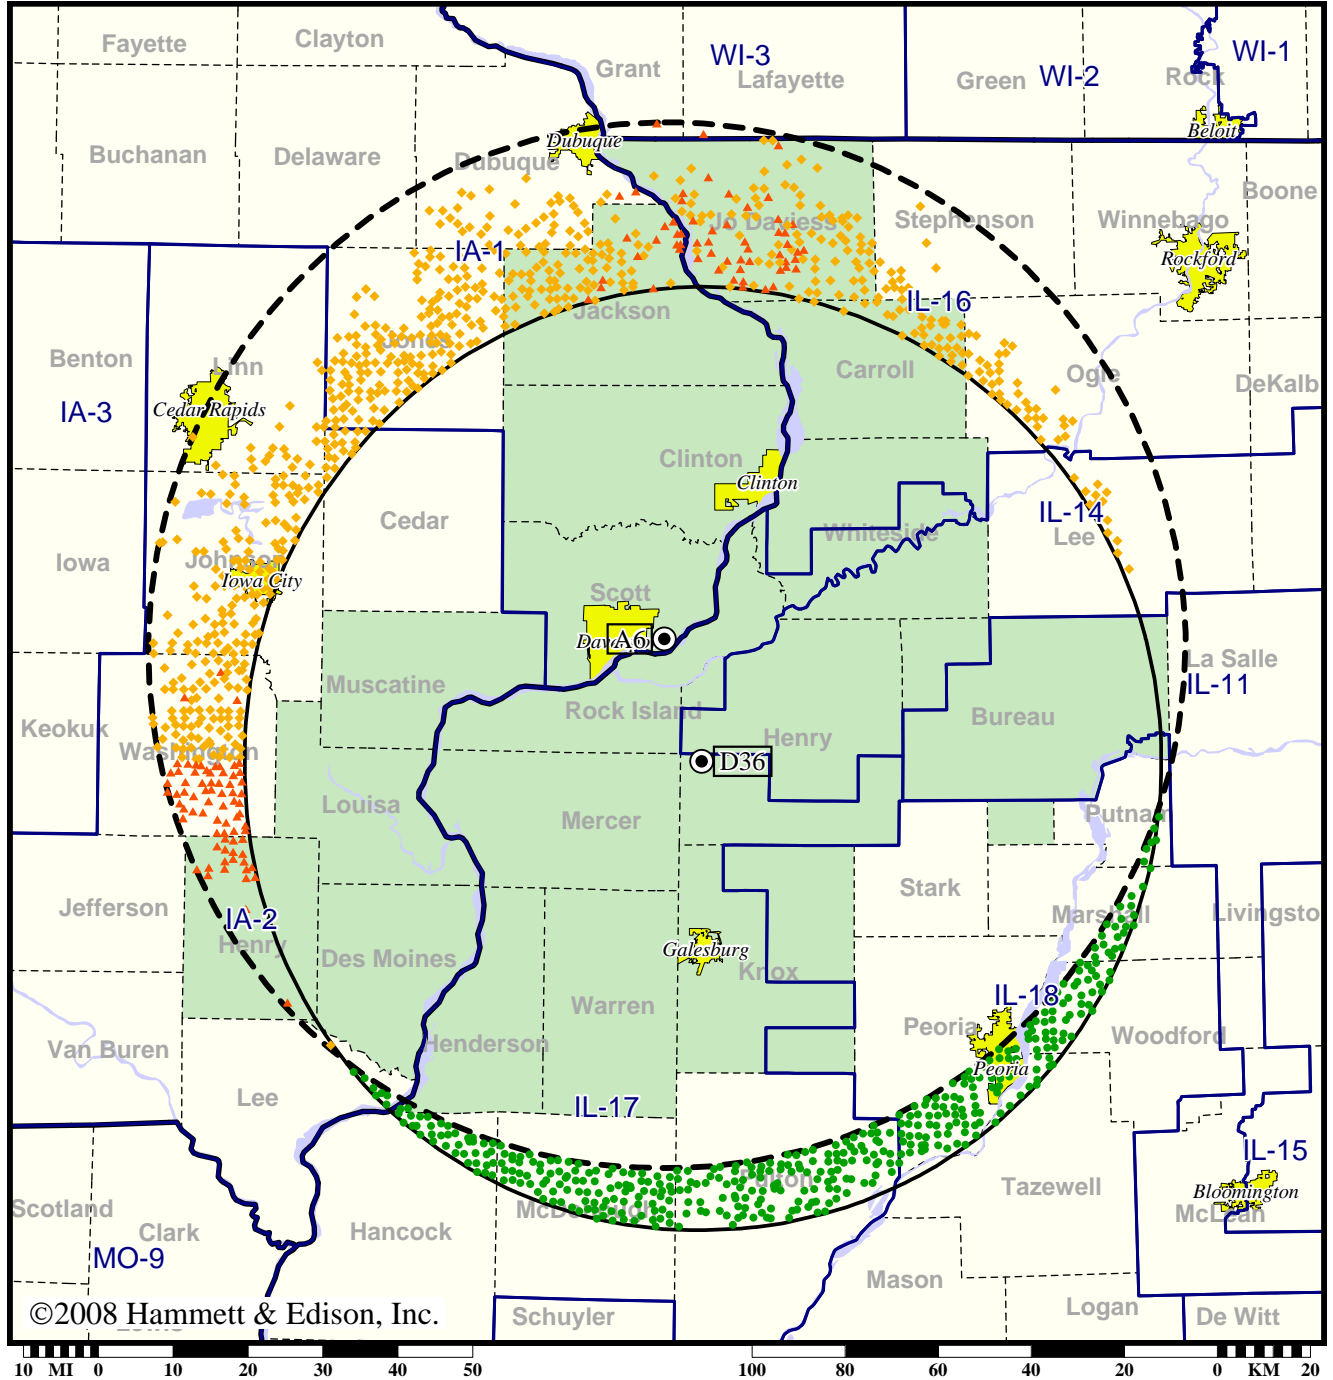 Fayette
Clayton
Grant
WI-3
Lafayette
Green
WI-2
Rock
WI-1
Beloit
Buchanan
Delaware
Dubuque
Dubuque
Boone
Jo Daviess
Stephenson
Winnebago
Rockford
IA-1
Jackson
IL-16
Benton
Linn
Jones
Carroll
Ogle
DeKalb
IA-3
Cedar Rapids
Clinton
Clinton
Cedar
Whiteside
IL-14
Lee
Iowa
Johnson
Iowa City
Scott
A6
La Salle
IL-11
Muscatine
Rock Island
Bureau
Keokuk
Washington
Henry
D36
Louisa
Mercer
Putnam
Stark
Jefferson
IA-2
Henry
Marshall
Livingsto
Des Moines
Galesburg
Knox
IL-18
Warren
Peoria
Woodford
Van Buren
Henderson
Peoria
Lee
IL-17
IL-15
Fulton
Tazewell
Bloomington
McLean
Scotland
Clark
Hancock
McDonough
MO-9
Mason
©2008 Hammett & Edison, Inc.
Schuyler
Logan
De Witt
10 MI 0 10 20 30 40 50
100 80 60 40 20 0 KM 20